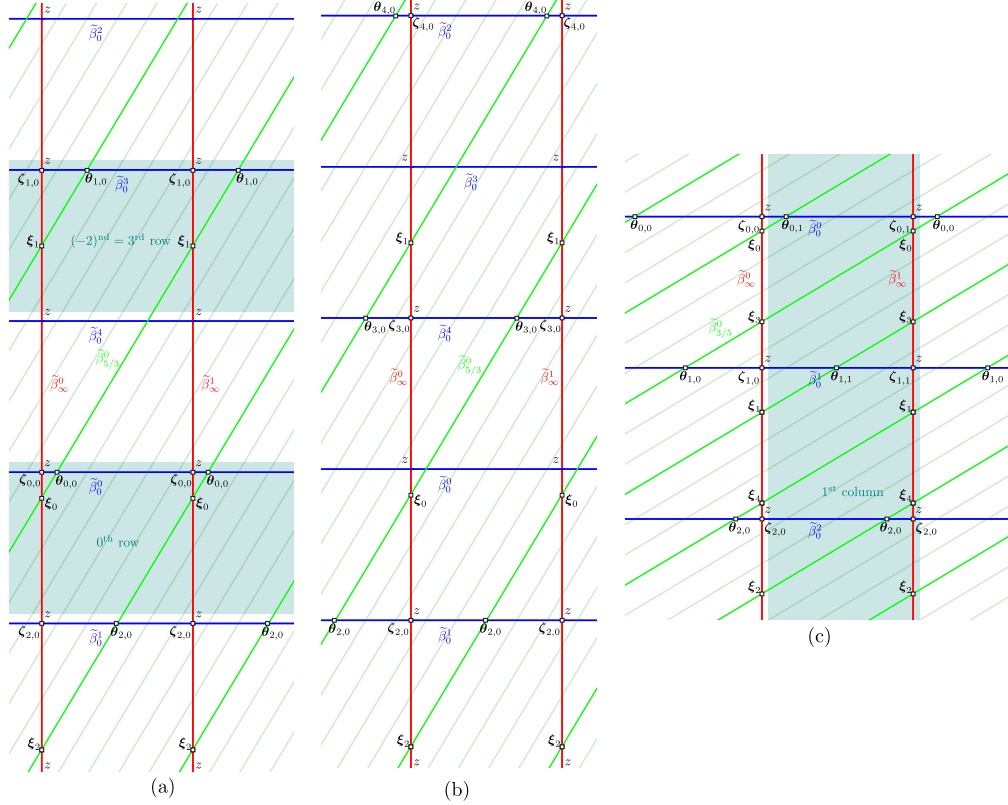 z z
β̃₀²
z z
ζ₁,₀ θ₁,₀ ζ₁,₀ θ₁,₀
β̃₀³
ξ₁ (−2)ⁿᵈ = 3ʳᵈ row ξ₁
z z
β̃₀⁴
β̃⁰₅/₃
β̃⁰_∞ β̃¹_∞
z z
ζ₀,₀ θ₀,₀ ζ₀,₀ θ₀,₀
β̃₀⁰
ξ₀ ξ₀
0ᵗʰ row
z z
ζ₂,₀ θ₂,₀ ζ₂,₀ θ₂,₀
β̃₀¹
ξ₂ ξ₂
z z
(a)
θ₄,₀ z θ₄,₀ z
ζ₄,₀ ζ₄,₀
β̃₀²
z z
β̃₀³
ξ₁ ξ₁
z z
θ₃,₀ ζ₃,₀ θ₃,₀ ζ₃,₀
β̃₀⁴
β̃⁰₅/₃
β̃⁰_∞ β̃¹_∞
z z
β̃₀⁰
ξ₀ ξ₀
z z
θ₂,₀ ζ₂,₀ θ₂,₀ ζ₂,₀
β̃₀¹
ξ₂ ξ₂
z z
(b)
z z
θ₀,₀ ζ₀,₀ θ₀,₁ β̃₀⁰ ζ₀,₁ θ₀,₀
ξ₀ ξ₀
β̃⁰_∞ β̃¹_∞
ξ₃ ξ₃
β̃⁰₃/₅
z z
θ₁,₀ ζ₁,₀ β̃₀¹ θ₁,₁ ζ₁,₁ θ₁,₀
ξ₁ ξ₁
1ˢᵗ column
ξ₄ ξ₄
z z
θ₂,₀ ζ₂,₀ β̃₀² θ₂,₀ ζ₂,₀
ξ₂ ξ₂
(c)